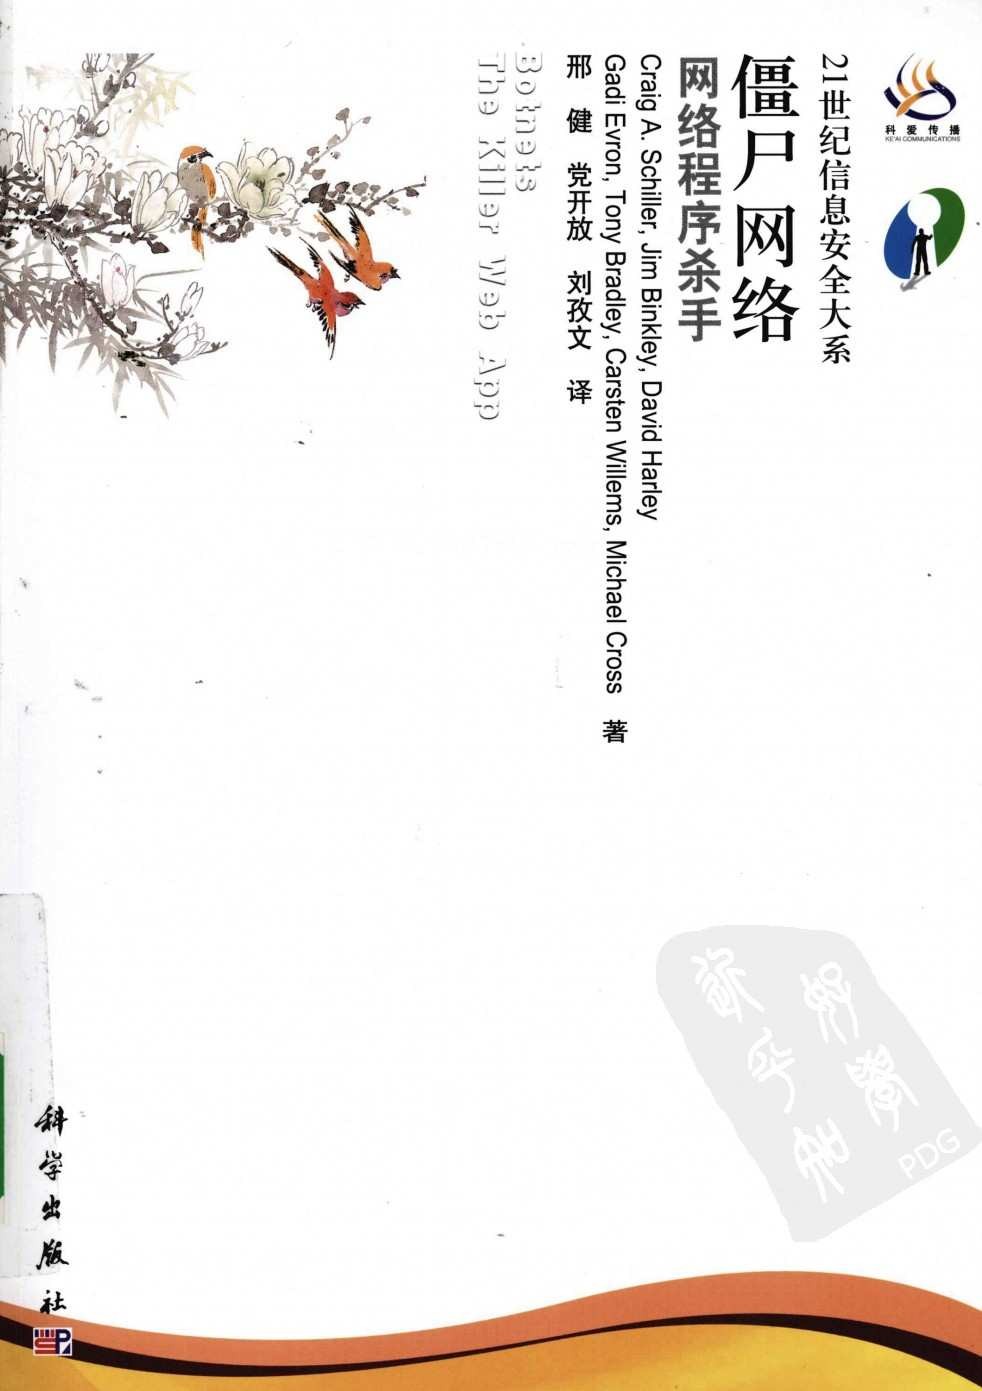 科爱传播
KE'AI COMMUNICATIONS
21世纪信息安全大系
僵尸网络
网络程序杀手
Craig A. Schiller, Jim Binkley, David Harley
Gadi Evron, Tony Bradley, Carsten Willems, Michael Cross 著
邢健 党开放 刘孜文 译
Botnets
The Killer Web App
科学出版社
PDG